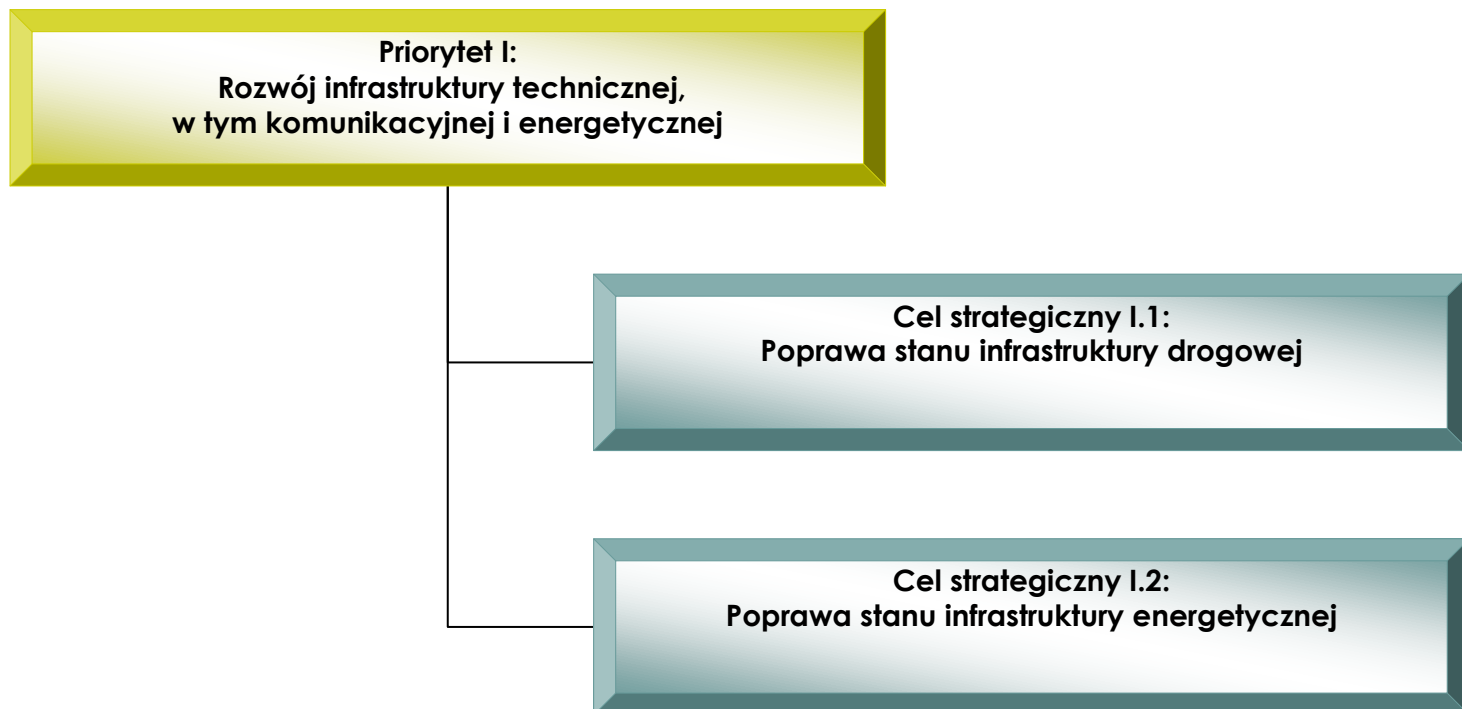 Priorytet I:
Rozwój infrastruktury technicznej,
w tym komunikacyjnej i energetycznej
Cel strategiczny I.1:
Poprawa stanu infrastruktury drogowej
Cel strategiczny I.2:
Poprawa stanu infrastruktury energetycznej